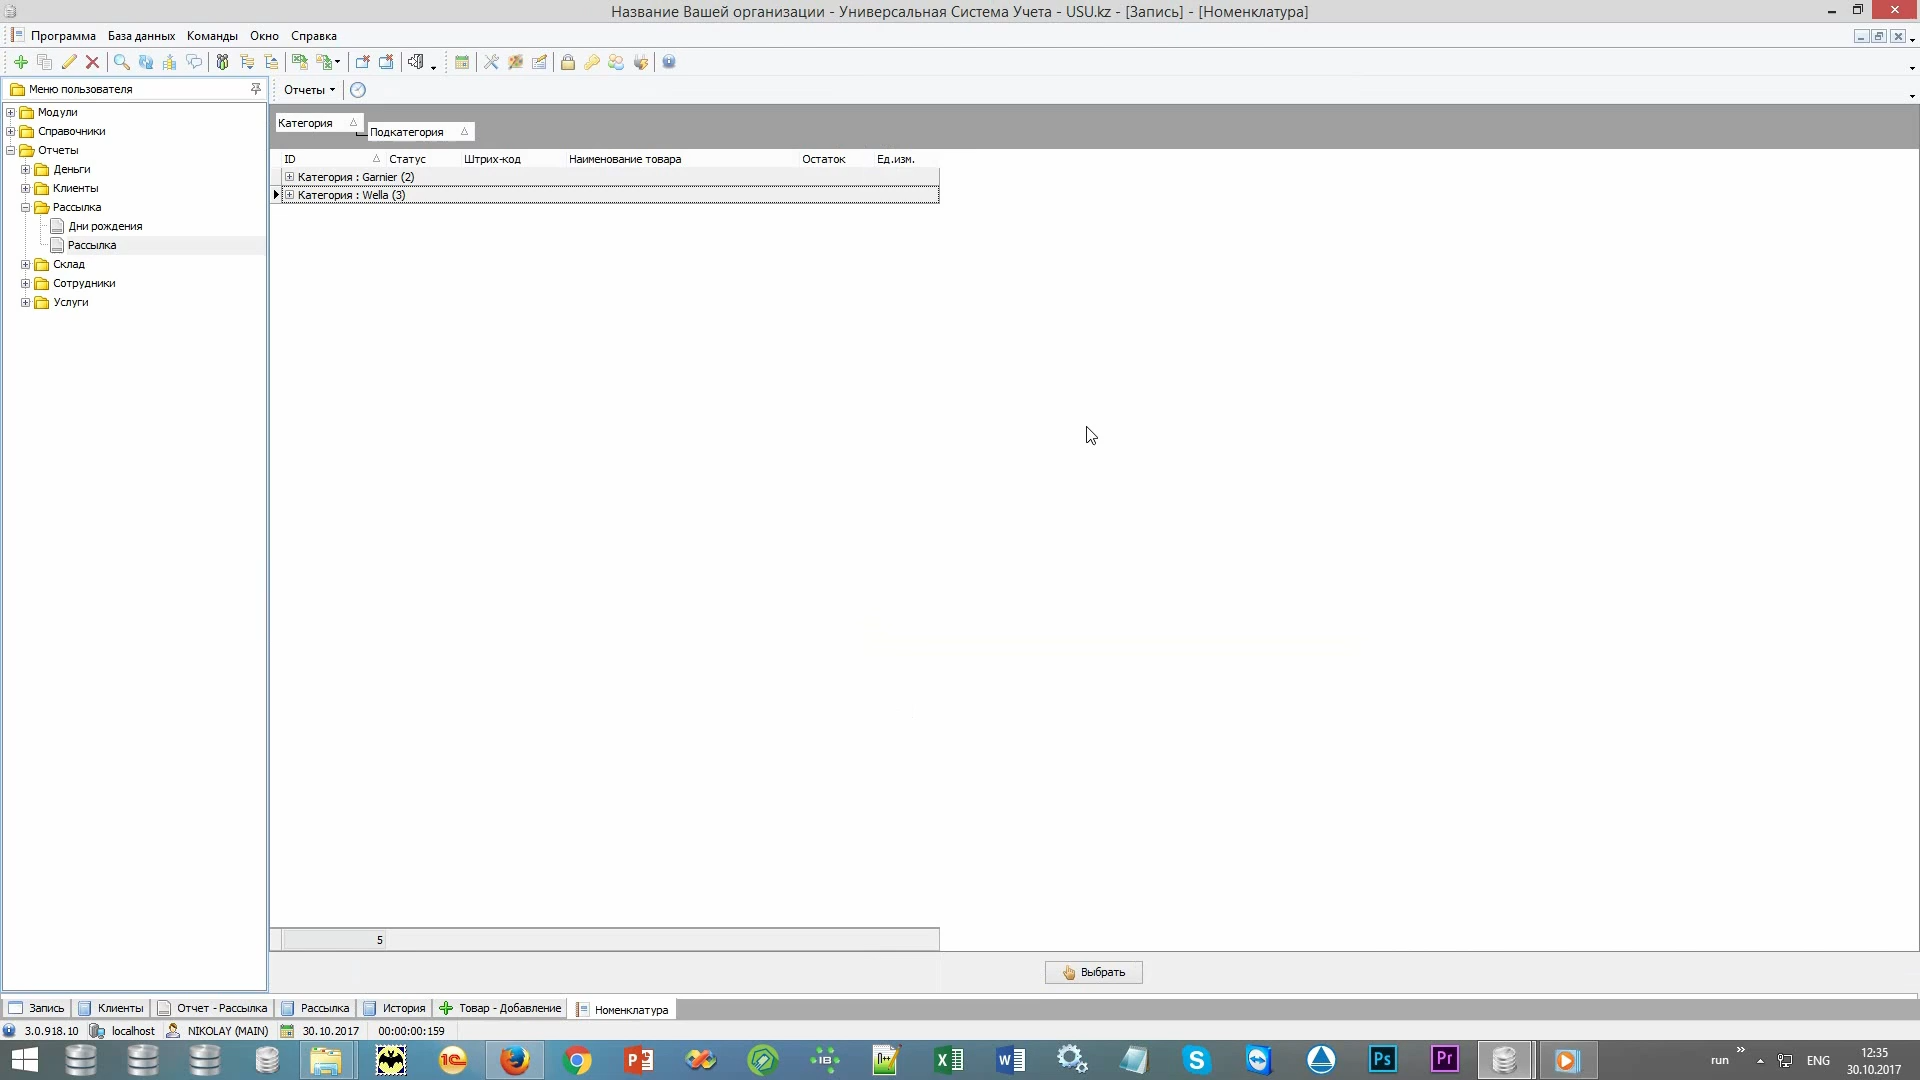 Название Вашей организации - Универсальная Система Учета - USU.kz - [Запись] - [Номенклатура]
Программа База данных Команды Окно Справка
Меню пользователя
Отчеты
Модули
Справочники
Отчеты
Деньги
Клиенты
Рассылка
Дни рождения
Рассылка
Склад
Сотрудники
Услуги
Категория
Подкатегория
ID Статус Штрих-код Наименование товара Остаток Ед.изм.
Категория : Garnier (2)
Категория : Wella (3)
5
Выбрать
Запись Клиенты Отчет - Рассылка Рассылка История Товар - Добавление Номенклатура
3.0.918.10 localhost NIKOLAY (MAIN) 30.10.2017 00:00:00:159
run ENG 12:35
30.10.2017